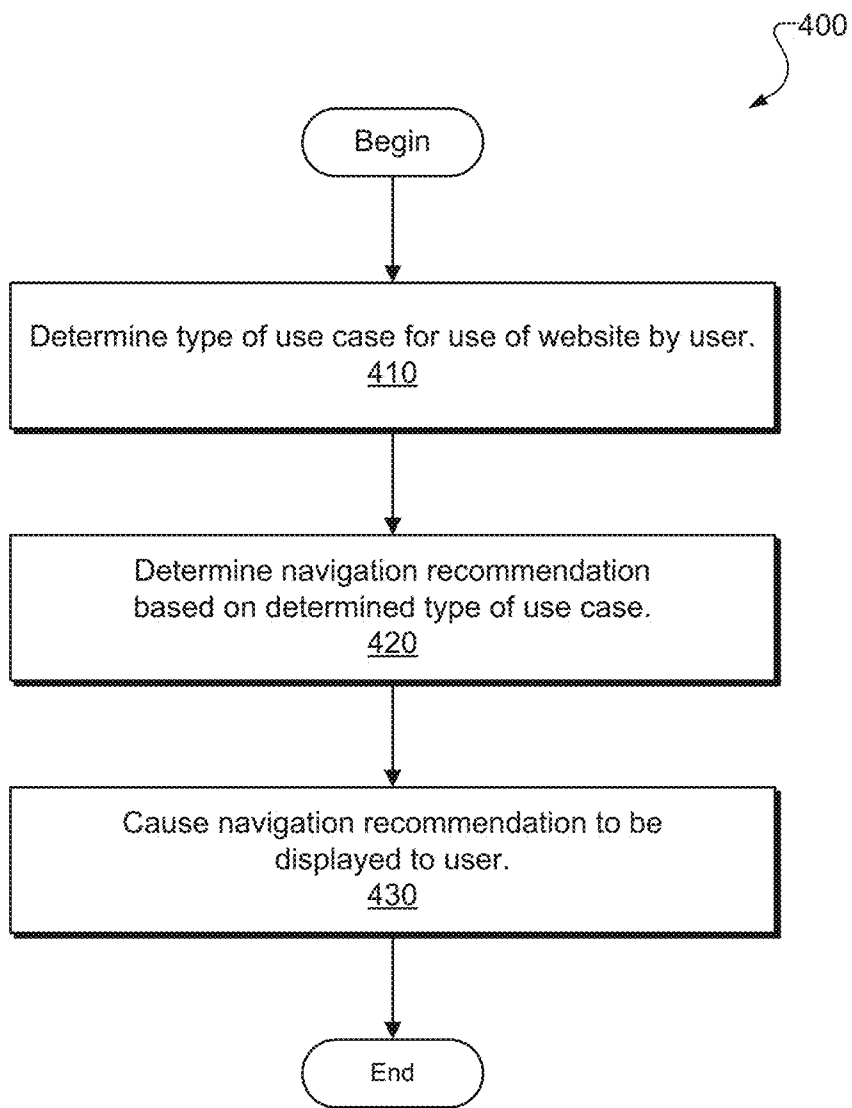 400
Begin
Determine type of use case for use of website by user.
410
Determine navigation recommendation
based on determined type of use case.
420
Cause navigation recommendation to be
displayed to user.
430
End